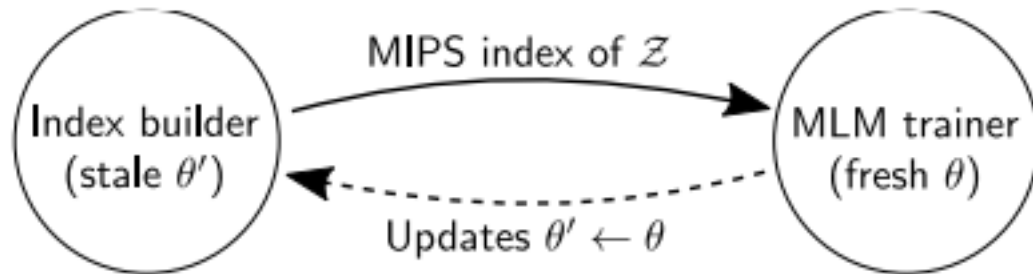 MIPS index of 𝒵
Index builder
(stale θ′)
MLM trainer
(fresh θ)
Updates θ′ ← θ